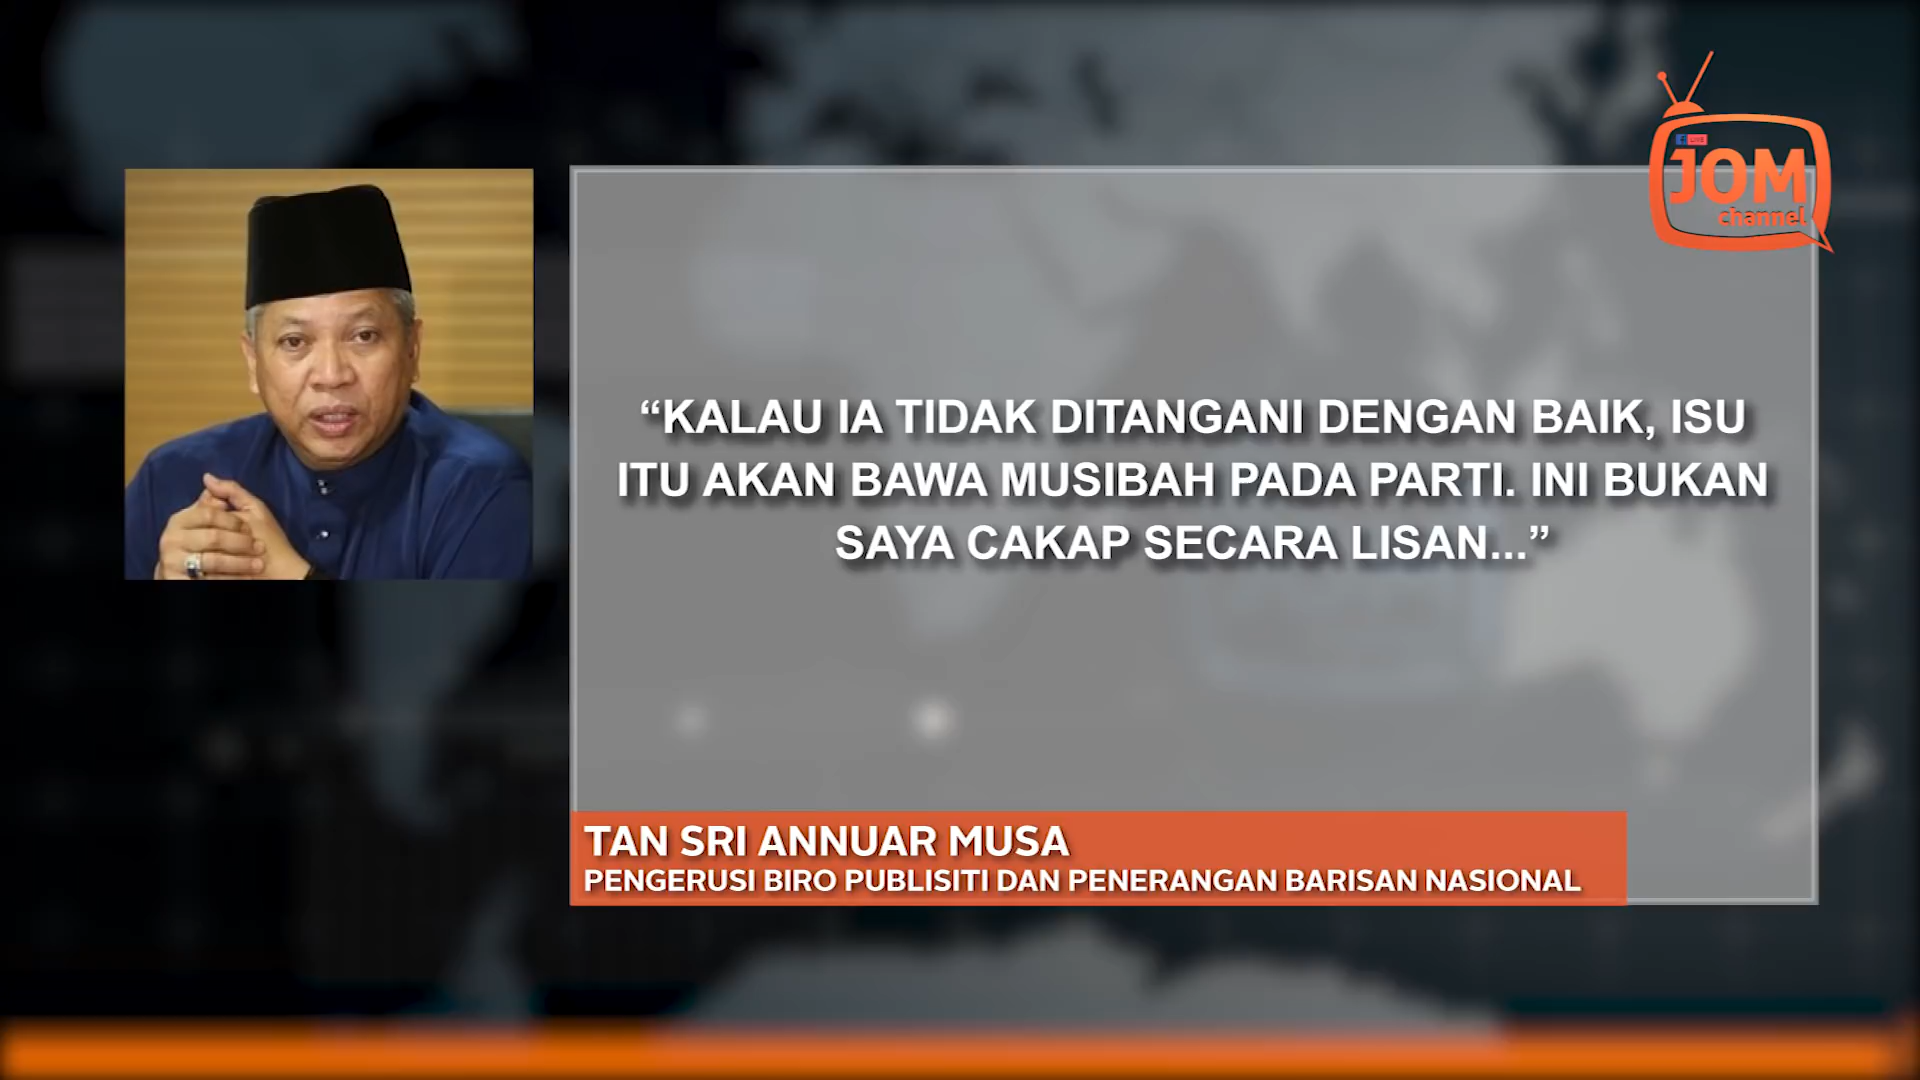 LIVE
JOM
channel
“KALAU IA TIDAK DITANGANI DENGAN BAIK, ISU
ITU AKAN BAWA MUSIBAH PADA PARTI. INI BUKAN
SAYA CAKAP SECARA LISAN...”
TAN SRI ANNUAR MUSA
PENGERUSI BIRO PUBLISITI DAN PENERANGAN BARISAN NASIONAL